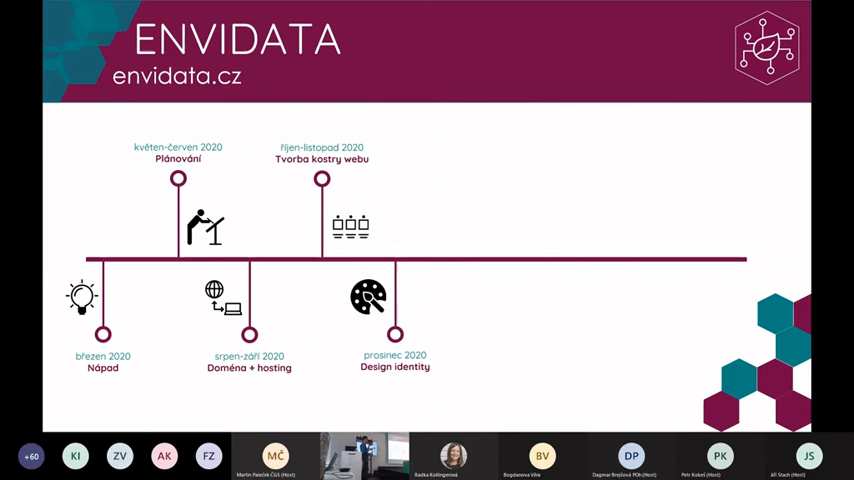 ENVIDATA
envidata.cz
květen-červen 2020
Plánování
říjen-listopad 2020
Tvorba kostry webu
březen 2020
Nápad
srpen-září 2020
Doména + hosting
prosinec 2020
Design identity
+60
KI
ZV
AK
FZ
MČ
BV
DP
PK
JS
Martin Paleček ČGS (Host)
Radka Kollingerová
Bogdanova Věra
Dagmar Brejšová POh (Host)
Petr Kokeš (Host)
Jiří Stach (Host)